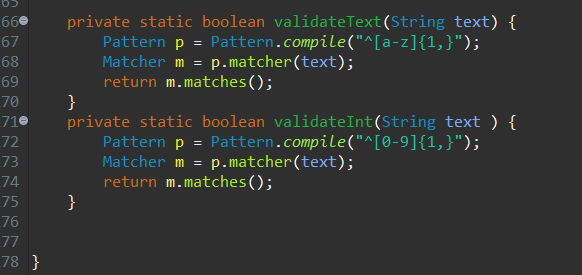 65
66 private static boolean validateText(String text) {
67 Pattern p = Pattern.compile("^[a-z]{1,}");
68 Matcher m = p.matcher(text);
69 return m.matches();
70 }
71 private static boolean validateInt(String text ) {
72 Pattern p = Pattern.compile("^[0-9]{1,}");
73 Matcher m = p.matcher(text);
74 return m.matches();
75 }
76
77
78 }